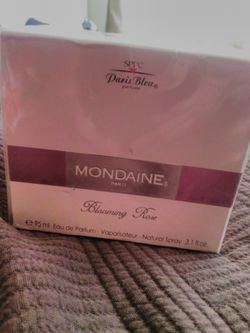 SPPC
Paris Bleu®
parfums
MONDAINE®
PARIS
Blooming Rose
e 95 ml Eau de Parfum - Vaporisateur - Natural Spray 3.1 fl.oz.